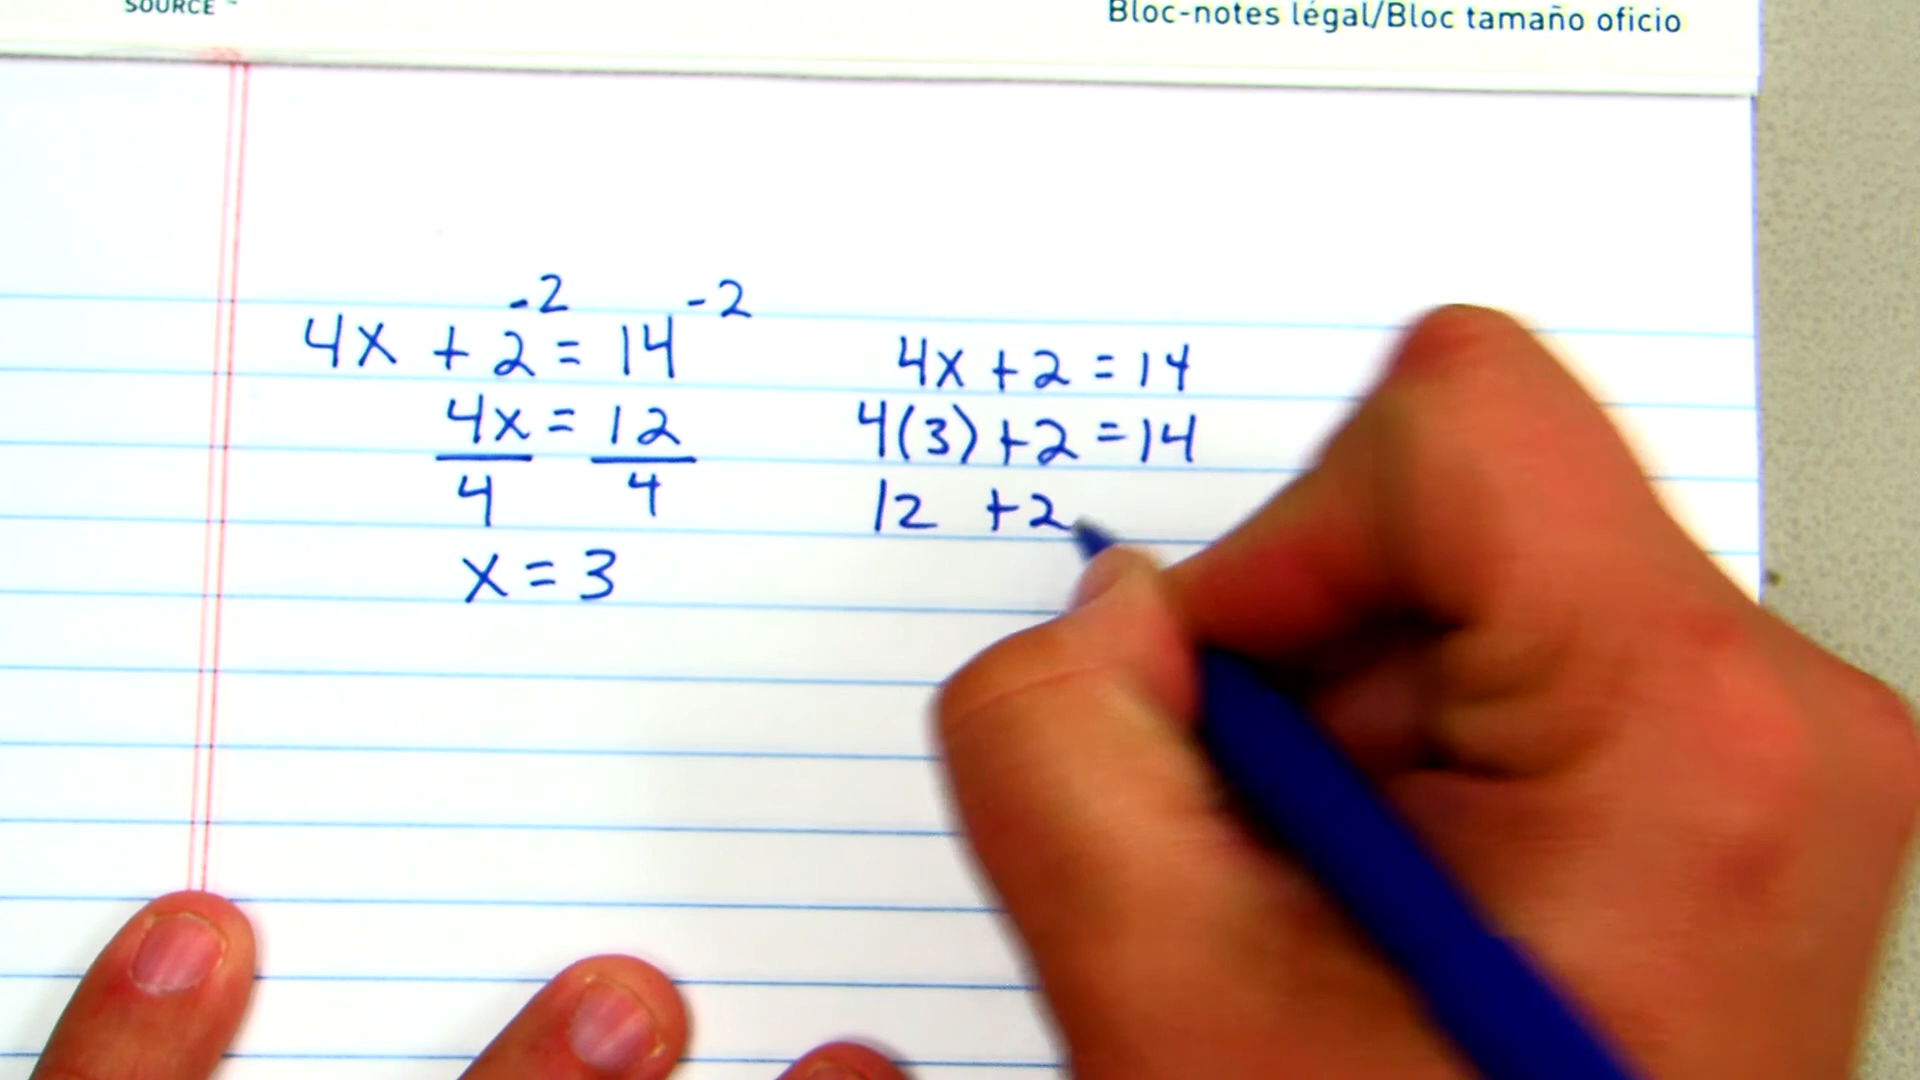 SOURCE
Bloc-notes légal/Bloc tamaño oficio
-2 -2
4x + 2 = 14
4x = 12
4 4
x = 3
4x + 2 = 14
4(3) + 2 = 14
12 + 2